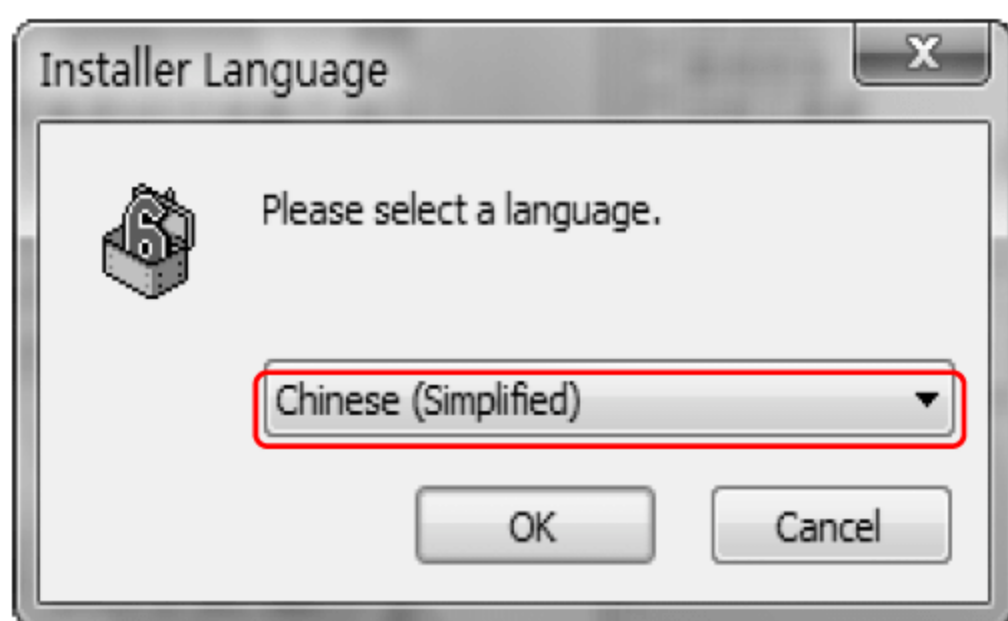 Installer Language
Please select a language.
Chinese (Simplified)
OK
Cancel